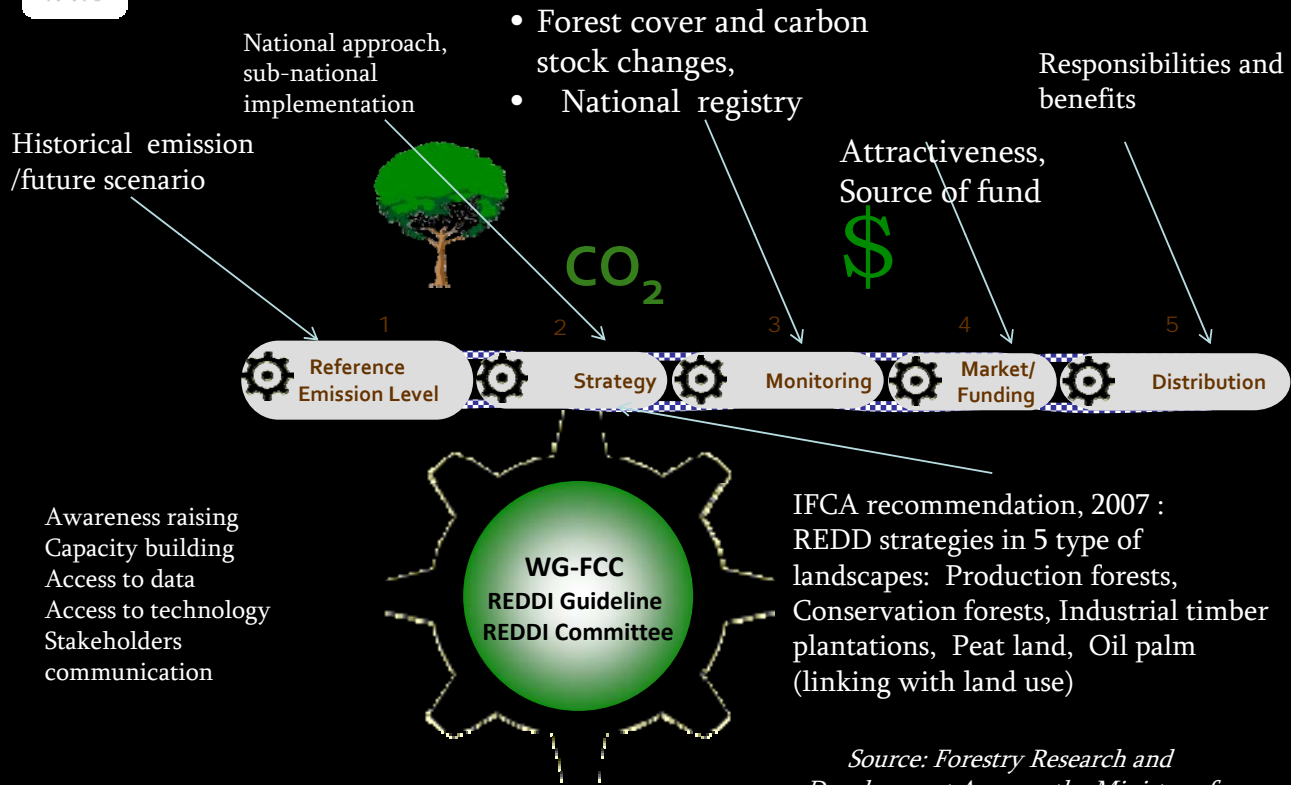 • Forest cover and carbon
stock changes,
• National registry
National approach,
sub-national
implementation
Responsibilities and
benefits
Historical emission
/future scenario
Attractiveness,
Source of fund
CO2
$
1
2
3
4
5
Reference
Emission Level
Strategy
Monitoring
Market/
Funding
Distribution
Awareness raising
Capacity building
Access to data
Access to technology
Stakeholders
communication
WG-FCC
REDDI Guideline
REDDI Committee
IFCA recommendation, 2007 :
REDD strategies in 5 type of
landscapes: Production forests,
Conservation forests, Industrial timber
plantations, Peat land, Oil palm
(linking with land use)
Source: Forestry Research and